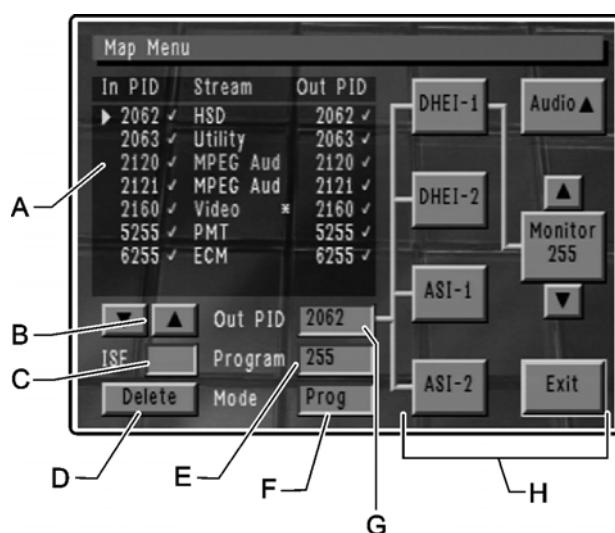 Map Menu
In PID Stream Out PID
▶ 2062 ✓ HSD 2062 ✓
2063 ✓ Utility 2063 ✓
2120 ✓ MPEG Aud 2120 ✓
2121 ✓ MPEG Aud 2121 ✓
2160 ✓ Video * 2160 ✓
5255 ✓ PMT 5255 ✓
6255 ✓ ECM 6255 ✓
▼ ▲ Out PID 2062
ISE Program 255
Delete Mode Prog
DHEI-1
DHEI-2
ASI-1
ASI-2
Audio ▲
▲
Monitor
255
▼
Exit
A
B
C
D
E
F
G
H